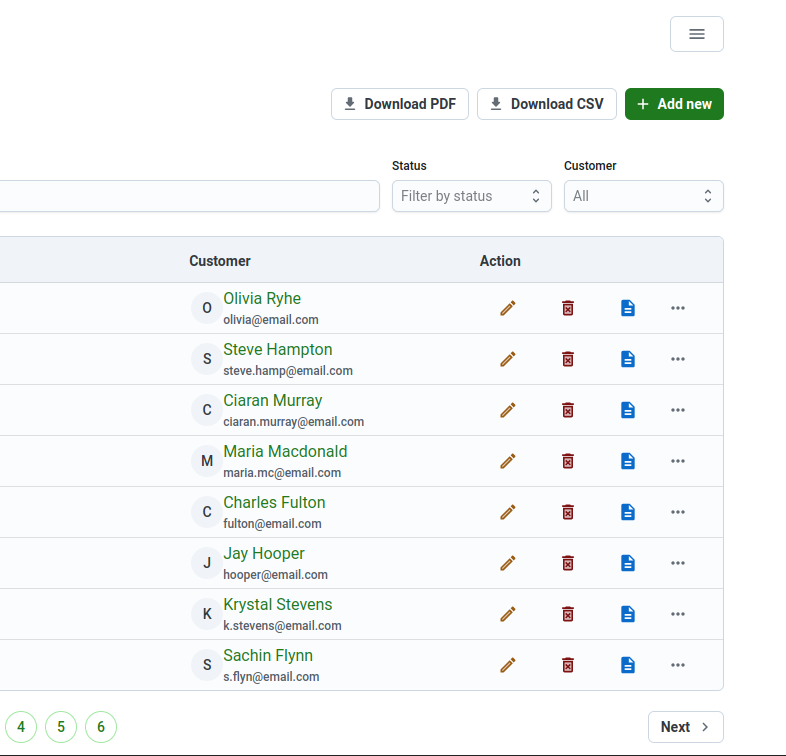 Download PDF
Download CSV
Add new
Status
Customer
Filter by status
All
Customer
Action
O
Olivia Ryhe
olivia@email.com
S
Steve Hampton
steve.hamp@email.com
C
Ciaran Murray
ciaran.murray@email.com
M
Maria Macdonald
maria.mc@email.com
C
Charles Fulton
fulton@email.com
J
Jay Hooper
hooper@email.com
K
Krystal Stevens
k.stevens@email.com
S
Sachin Flynn
s.flyn@email.com
4
5
6
Next